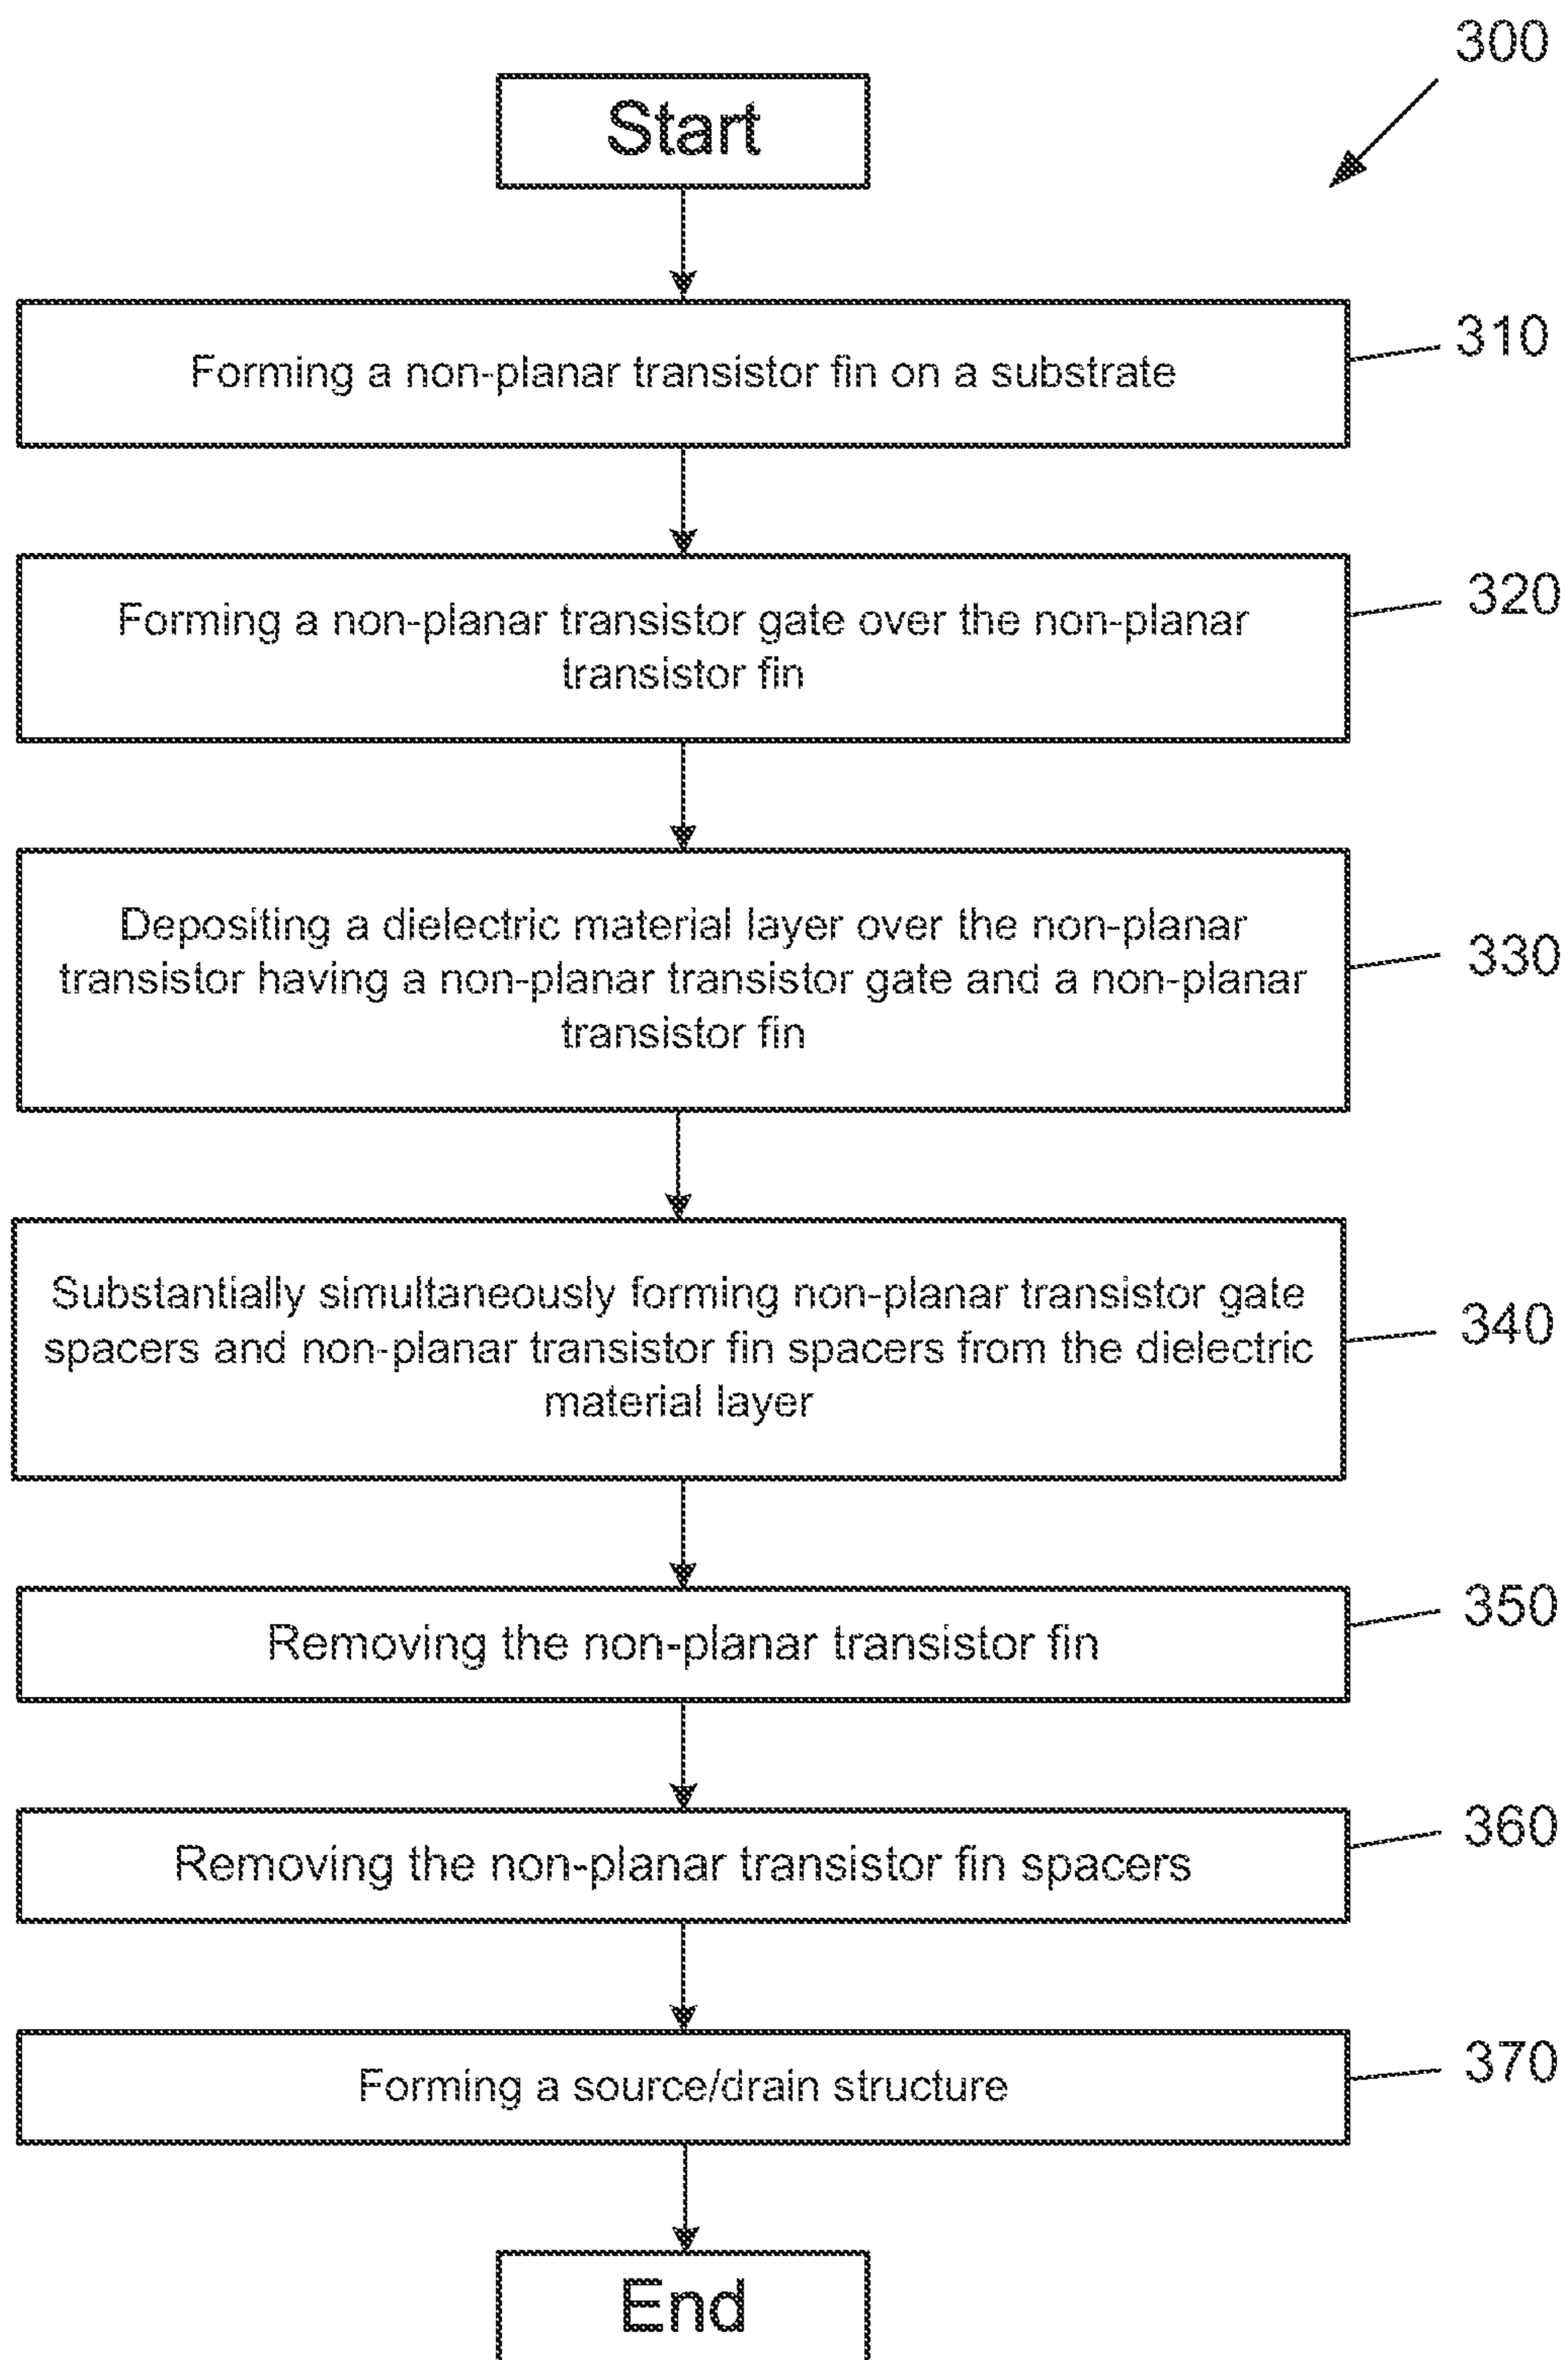 300
Start
Forming a non-planar transistor fin on a substrate
310
Forming a non-planar transistor gate over the non-planar
transistor fin
320
Depositing a dielectric material layer over the non-planar
transistor having a non-planar transistor gate and a non-planar
transistor fin
330
Substantially simultaneously forming non-planar transistor gate
spacers and non-planar transistor fin spacers from the dielectric
material layer
340
Removing the non-planar transistor fin
350
Removing the non-planar transistor fin spacers
360
Forming a source/drain structure
370
End